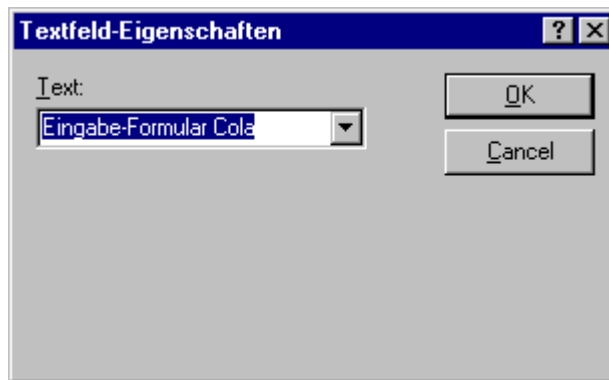 Textfeld-Eigenschaften
Text:
Eingabe-Formular Cola
OK
Cancel